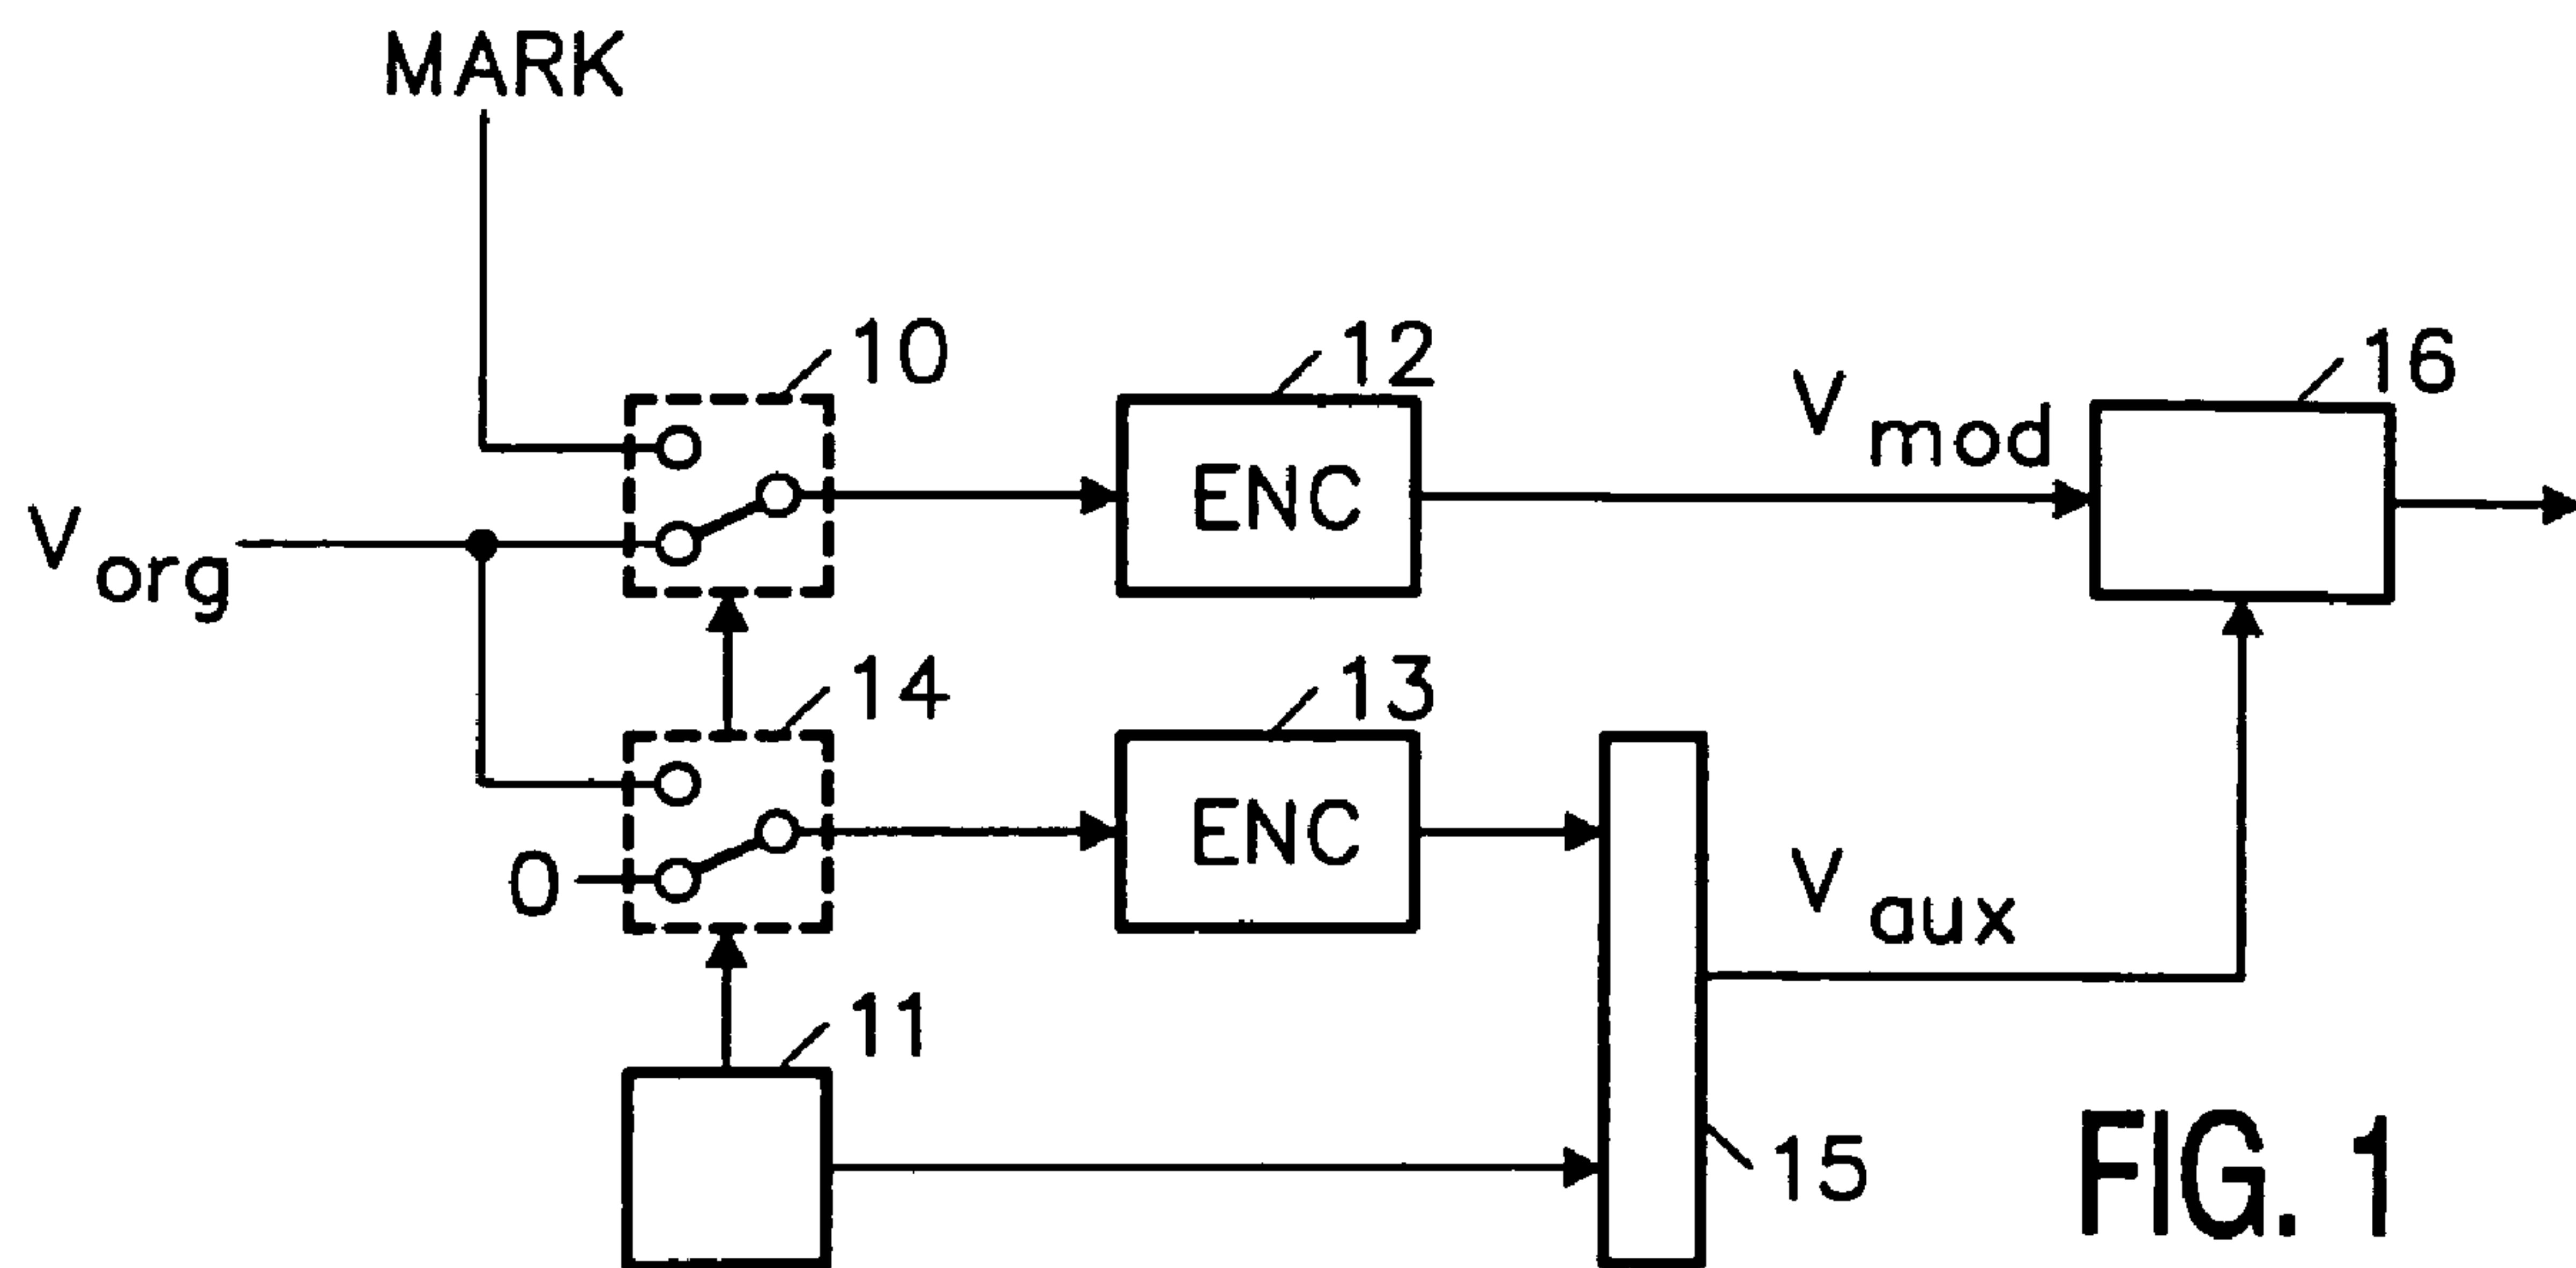 MARK
10
12
16
V mod
ENC
V org
14
13
ENC
0
V aux
11
15
FIG. 1